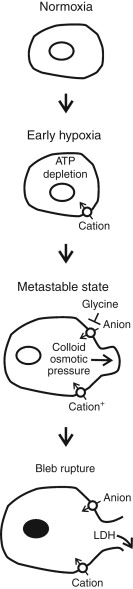 Normoxia
Early hypoxia
ATP
depletion
Cation
Metastable state
Glycine
Anion
Colloid
osmotic
pressure
Cation+
Bleb rupture
Anion
LDH
Cation